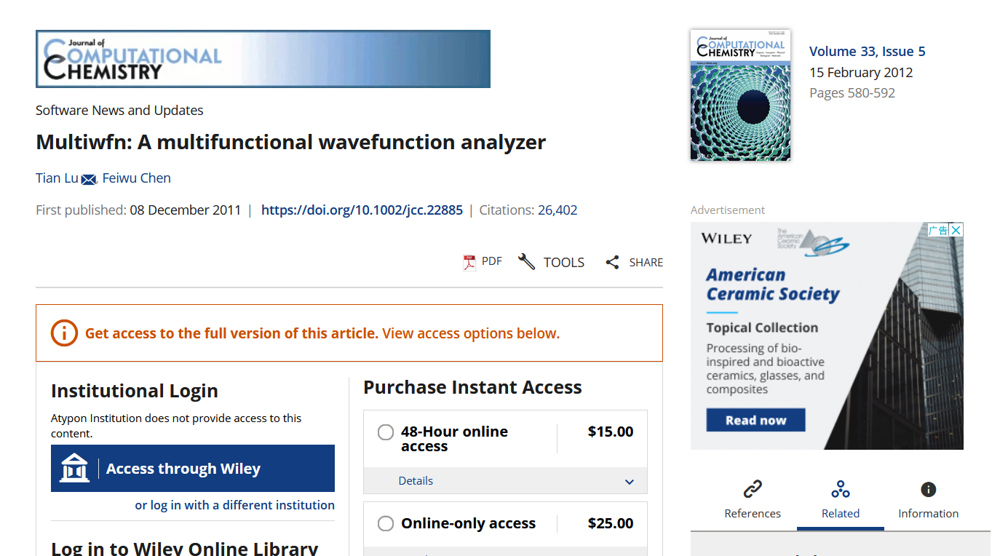 Journal of
COMPUTATIONAL
CHEMISTRY
Software News and Updates
Multiwfn: A multifunctional wavefunction analyzer
Tian Lu, Feiwu Chen
First published: 08 December 2011 | https://doi.org/10.1002/jcc.22885 | Citations: 26,402
PDF TOOLS SHARE
Get access to the full version of this article. View access options below.
Institutional Login
Atypon Institution does not provide access to this
content.
Access through Wiley
or log in with a different institution
Log in to Wiley Online Library
Purchase Instant Access
48-Hour online
access
$15.00
Details
Online-only access $25.00
Journal of
COMPUTATIONAL
CHEMISTRY
WILEY
Volume 33, Issue 5
15 February 2012
Pages 580-592
Advertisement
WILEY
The
American
Ceramic
Society
广告
American
Ceramic Society
Topical Collection
Processing of bio-
inspired and bioactive
ceramics, glasses, and
composites
Read now
References Related Information